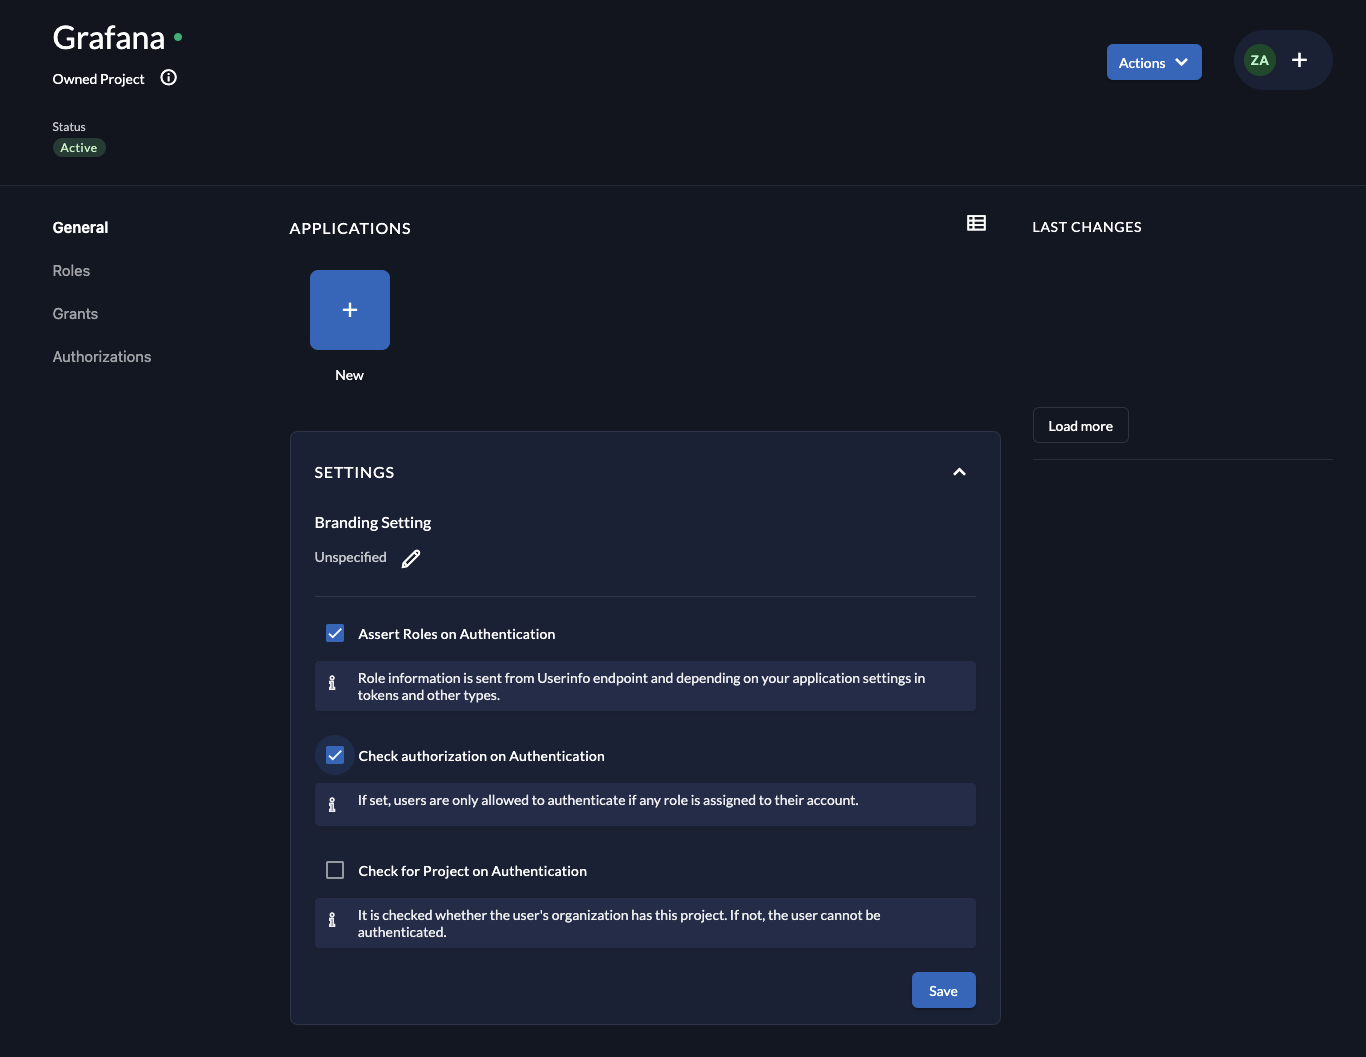 Grafana
Owned Project
Actions
ZA
Status
Active
General
Roles
Grants
Authorizations
APPLICATIONS
New
SETTINGS
Branding Setting
Unspecified
Assert Roles on Authentication
Role information is sent from Userinfo endpoint and depending on your application settings in
tokens and other types.
Check authorization on Authentication
If set, users are only allowed to authenticate if any role is assigned to their account.
Check for Project on Authentication
It is checked whether the user's organization has this project. If not, the user cannot be
authenticated.
Save
LAST CHANGES
Load more